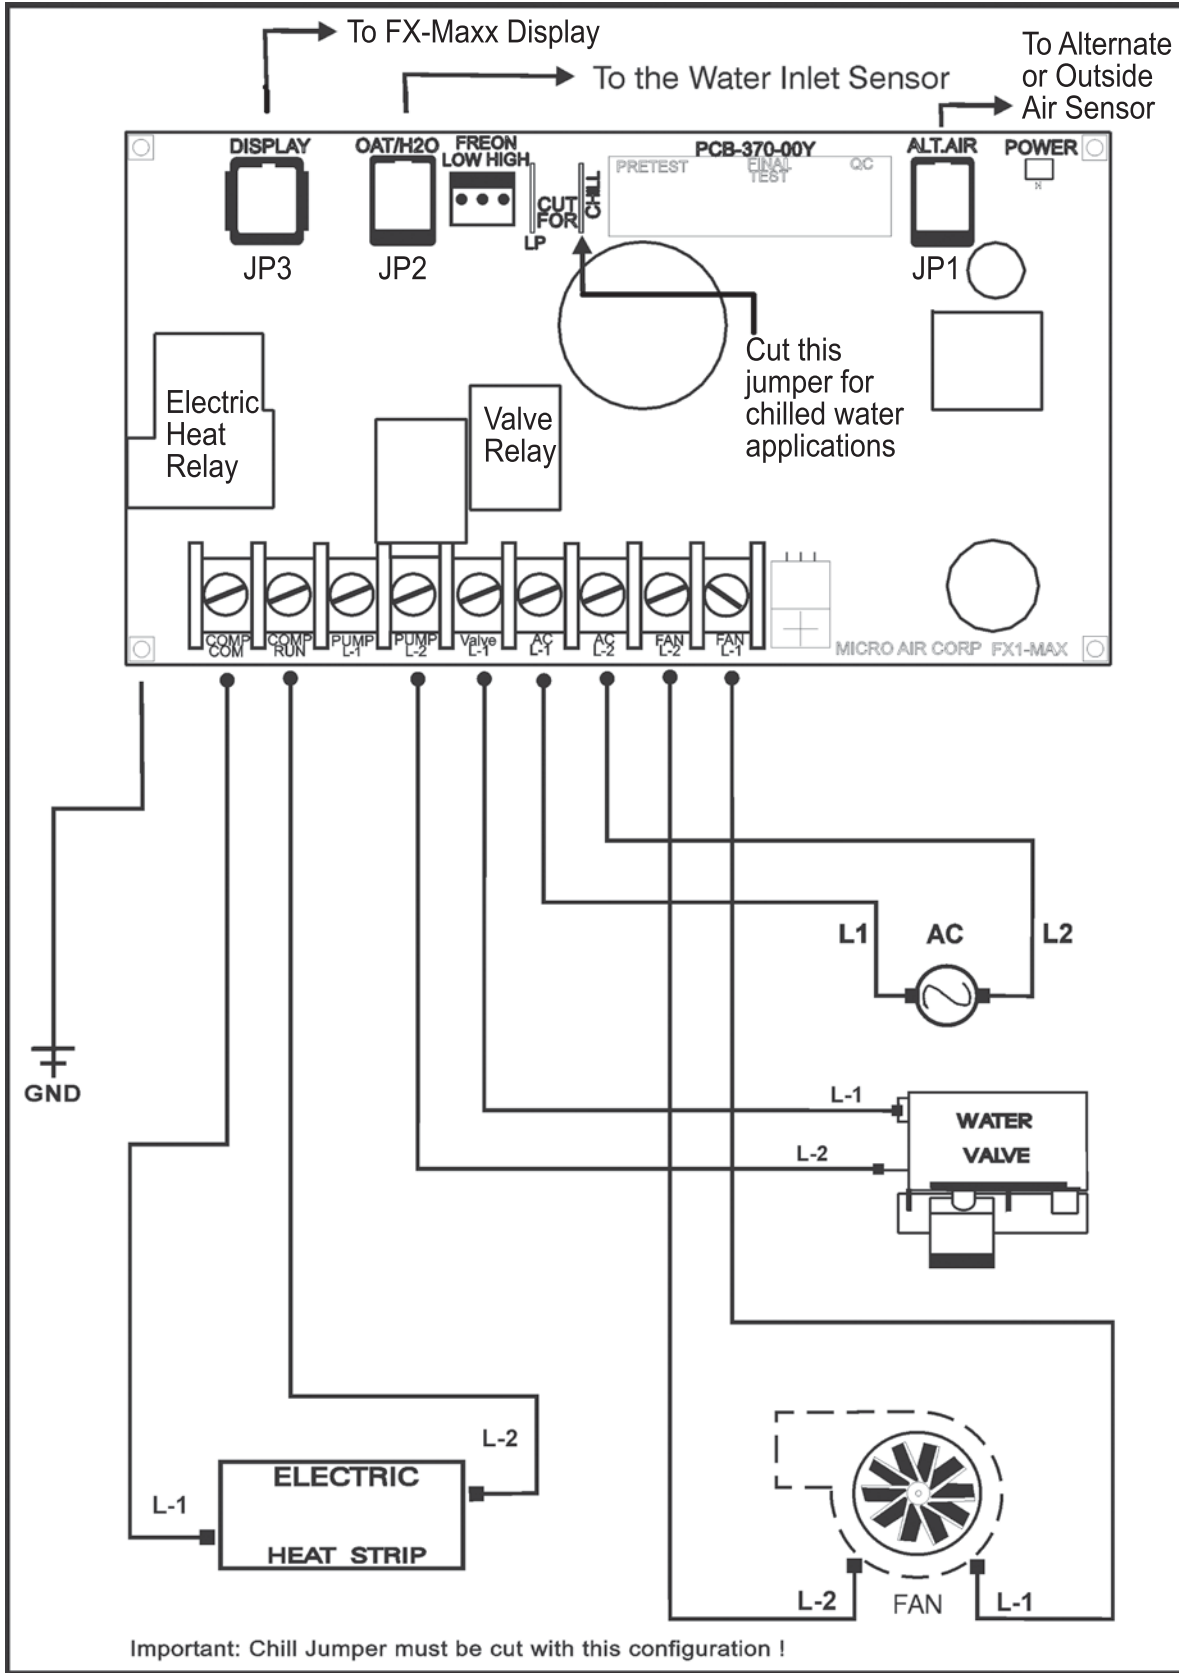 To FX-Maxx Display
To the Water Inlet Sensor
To Alternate
or Outside
Air Sensor
DISPLAY
OAT/H2O
FREON
LOW HIGH
CUT
FOR
CHILL
LP
PCB-370-00Y
PRETEST
FINAL
TEST
QC
ALT.AIR
POWER
JP3
JP2
JP1
Cut this
jumper for
chilled water
applications
Electric
Heat
Relay
Valve
Relay
COMP
COM
COMP
RUN
PUMP
L-1
PUMP
L-2
Valve
L-1
AC
L-1
AC
L-2
FAN
L-2
FAN
L-1
MICRO AIR CORP FX1-MAX
L1
AC
L2
GND
L-1
L-2
WATER
VALVE
L-2
L-1
ELECTRIC
HEAT STRIP
L-2
FAN
L-1
Important: Chill Jumper must be cut with this configuration !